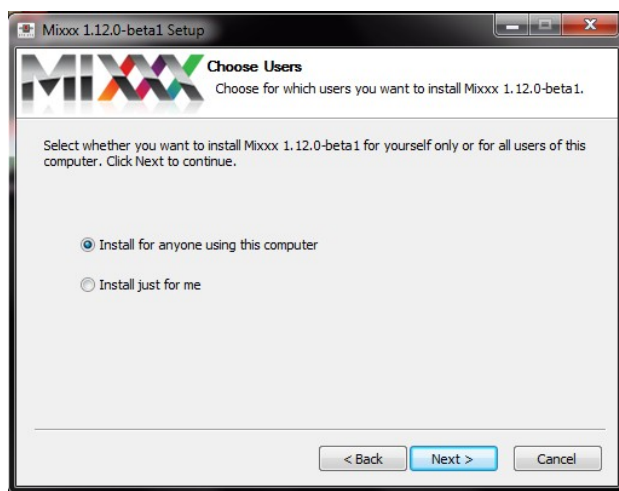 Mixxx 1.12.0-beta1 Setup
MIXXX
Choose Users
Choose for which users you want to install Mixxx 1.12.0-beta1.
Select whether you want to install Mixxx 1.12.0-beta1 for yourself only or for all users of this
computer. Click Next to continue.
Install for anyone using this computer
Install just for me
< Back Next > Cancel